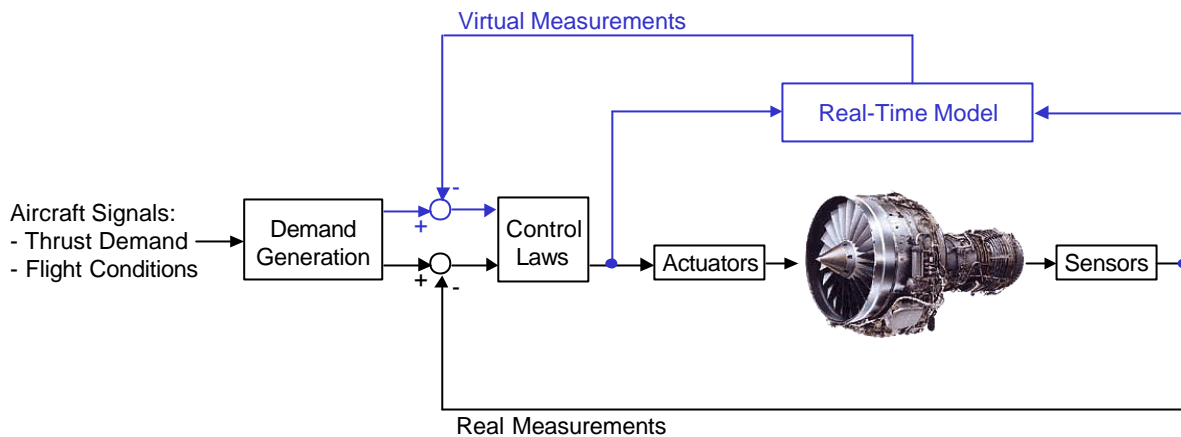 Virtual Measurements
Real-Time Model
Aircraft Signals:
- Thrust Demand
- Flight Conditions
Demand
Generation
+
-
+
-
Control
Laws
Actuators
Sensors
Real Measurements